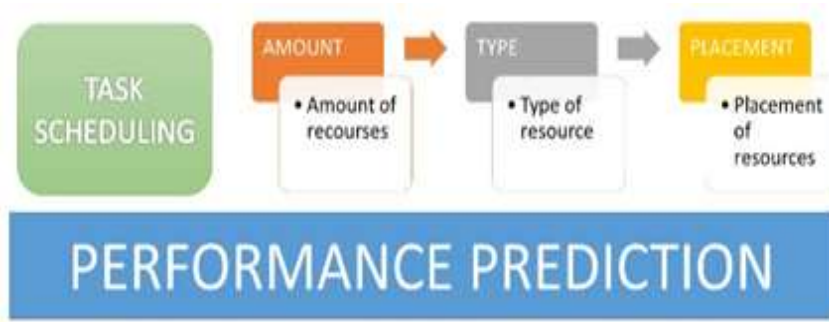 TASK
SCHEDULING
AMOUNT
• Amount of
recourses
TYPE
• Type of
resource
PLACEMENT
• Placement
of
resources
PERFORMANCE PREDICTION